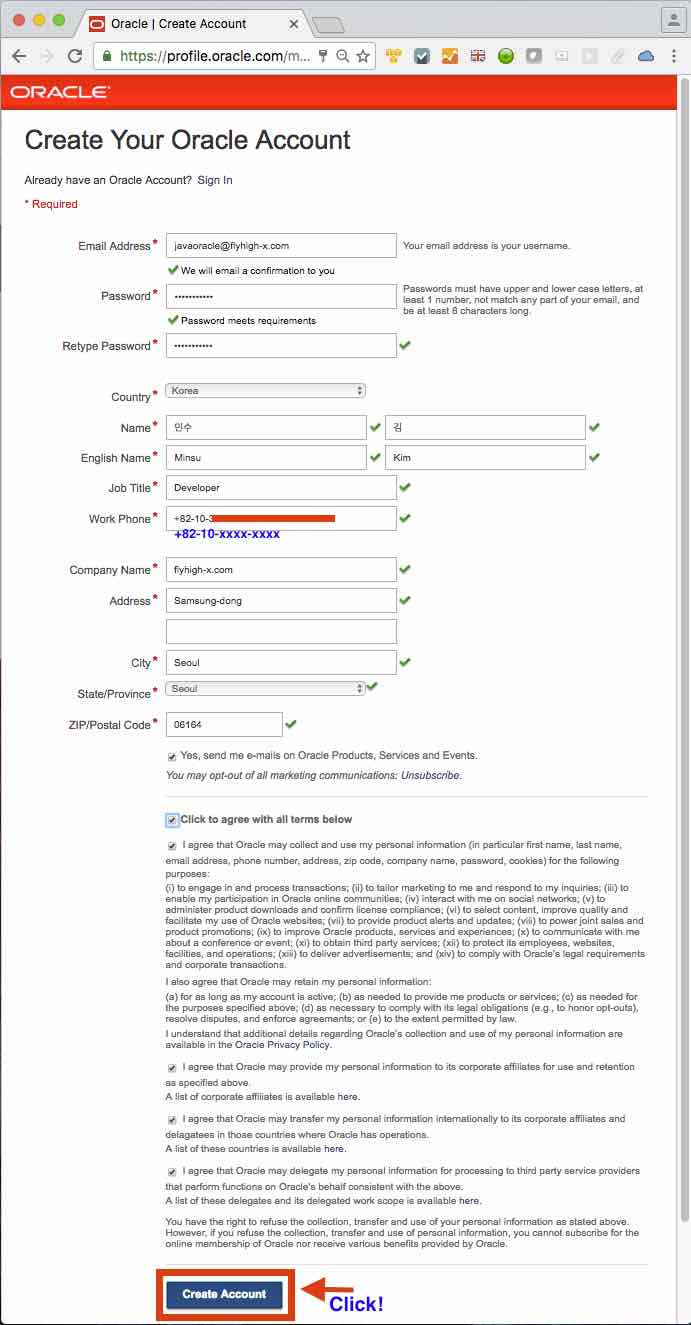 Oracle | Create Account
https://profile.oracle.com/m...
ORACLE
Create Your Oracle Account
Already have an Oracle Account? Sign In
* Required
Email Address* javaoracle@flyhigh-x.com Your email address is your username.
We will email a confirmation to you
Password* ••••••••••• Passwords must have upper and lower case letters, at
least 1 number, not match any part of your email, and
be at least 8 characters long.
Password meets requirements
Retype Password* •••••••••••
Country* Korea
Name* 민수 김
English Name* Minsu Kim
Job Title* Developer
Work Phone* +82-10-
+82-10-xxxx-xxxx
Company Name* flyhigh-x.com
Address* Samsung-dong
City* Seoul
State/Province* Seoul
ZIP/Postal Code* 06164
Yes, send me e-mails on Oracle Products, Services and Events.
You may opt-out of all marketing communications: Unsubscribe.
Click to agree with all terms below
I agree that Oracle may collect and use my personal information (in particular first name, last name,
email address, phone number, address, zip code, company name, password, cookies) for the following
purposes:
(i) to engage in and process transactions; (ii) to tailor marketing to me and respond to my inquiries; (iii) to
enable my participation in Oracle online communities; (iv) interact with me on social networks; (v) to
administer product downloads and confirm license compliance; (vi) to select content, improve quality and
facilitate my use of Oracle websites; (vii) to provide product alerts and updates; (viii) to power joint sales and
product promotions; (ix) to improve Oracle products, services and experiences; (x) to communicate with me
about a conference or event; (xi) to obtain third party services; (xii) to protect its employees, websites,
facilities, and operations; (xiii) to deliver advertisements; and (xiv) to comply with Oracle's legal requirements
and corporate transactions.
I also agree that Oracle may retain my personal information:
(a) for as long as my account is active; (b) as needed to provide me products or services; (c) as needed for
the purposes specified above; (d) as necessary to comply with its legal obligations (e.g., to honor opt-outs),
resolve disputes, and enforce agreements; or (e) to the extent permitted by law.
I understand that additional details regarding Oracle's collection and use of my personal information are
available in the Oracle Privacy Policy.
I agree that Oracle may provide my personal information to its corporate affiliates for use and retention
as specified above.
A list of corporate affiliates is available here.
I agree that Oracle may transfer my personal information internationally to its corporate affiliates and
delagatees in those countries where Oracle has operations.
A list of these countries is available here.
I agree that Oracle may delegate my personal information for processing to third party service providers
that perform functions on Oracle's behalf consistent with the above.
A list of these delegates and its delegated work scope is available here.
You have the right to refuse the collection, transfer and use of your personal information as stated above.
However, if you refuse the collection, transfer and use of personal information, you cannot subscribe for the
online membership of Oracle nor receive various benefits provided by Oracle.
Create Account
Click!